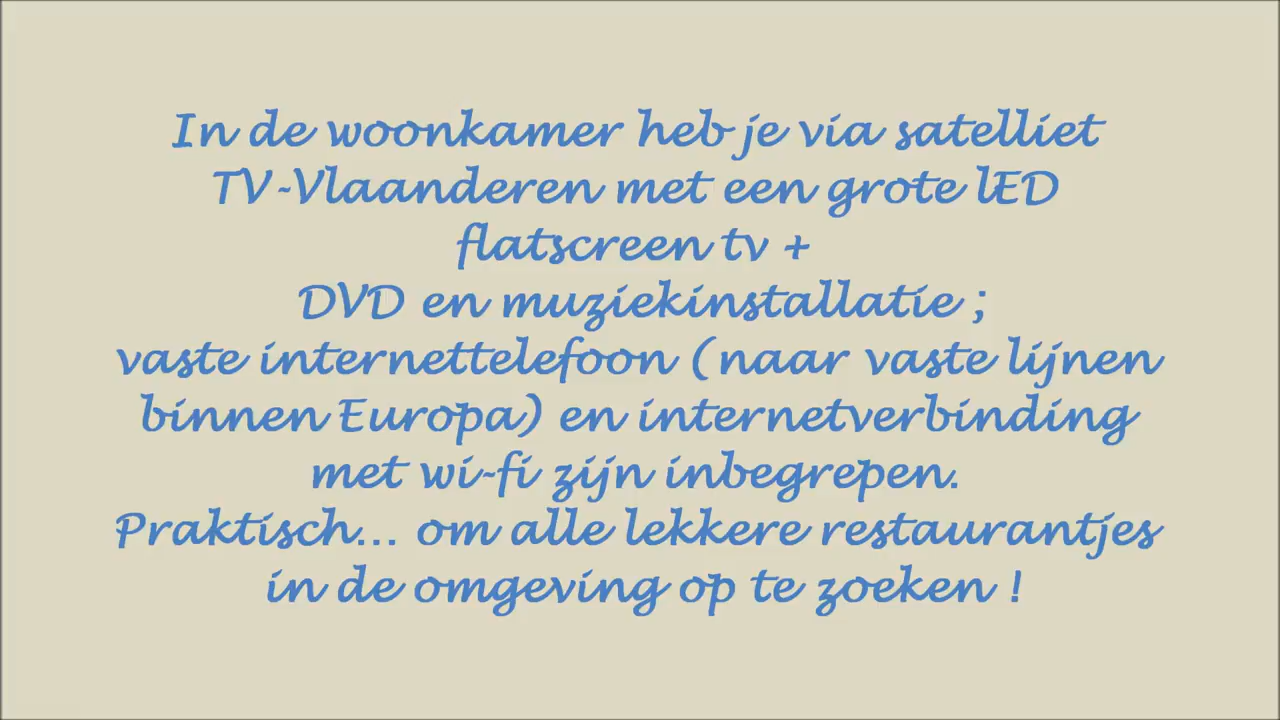 In de woonkamer heb je via satelliet
TV-Vlaanderen met een grote lED
flatscreen tv +
DVD en muziekinstallatie ;
vaste internettelefoon (naar vaste lijnen
binnen Europa) en internetverbinding
met wi-fi zijn inbegrepen.
Praktisch... om alle lekkere restaurantjes
in de omgeving op te zoeken !